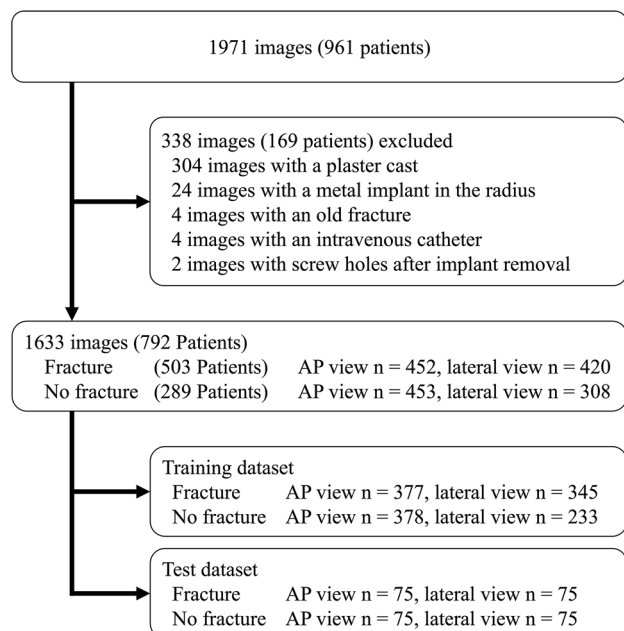 1971 images (961 patients)
338 images (169 patients) excluded
304 images with a plaster cast
24 images with a metal implant in the radius
4 images with an old fracture
4 images with an intravenous catheter
2 images with screw holes after implant removal
1633 images (792 Patients)
Fracture (503 Patients) AP view n = 452, lateral view n = 420
No fracture (289 Patients) AP view n = 453, lateral view n = 308
Training dataset
Fracture AP view n = 377, lateral view n = 345
No fracture AP view n = 378, lateral view n = 233
Test dataset
Fracture AP view n = 75, lateral view n = 75
No fracture AP view n = 75, lateral view n = 75